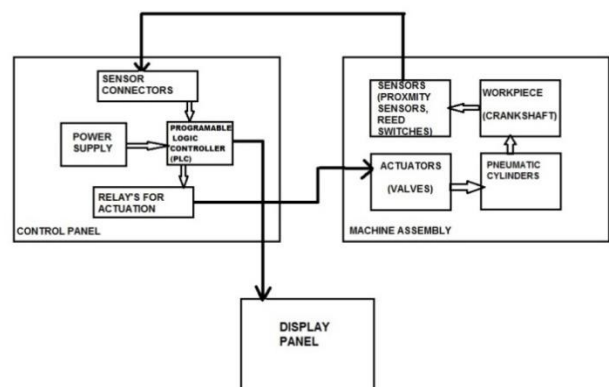 SENSOR
CONNECTORS
POWER
SUPPLY
PROGRAMABLE
LOGIC
CONTROLLER
(PLC)
RELAY'S FOR
ACTUATION
CONTROL PANEL
SENSORS
(PROXMITY
SENSORS,
REED
SWITCHES)
WORKPIECE
(CRANKSHAFT)
ACTUATORS
(VALVES)
PNEUMATIC
CYLINDERS
MACHINE ASSEMBLY
DISPLAY
PANEL